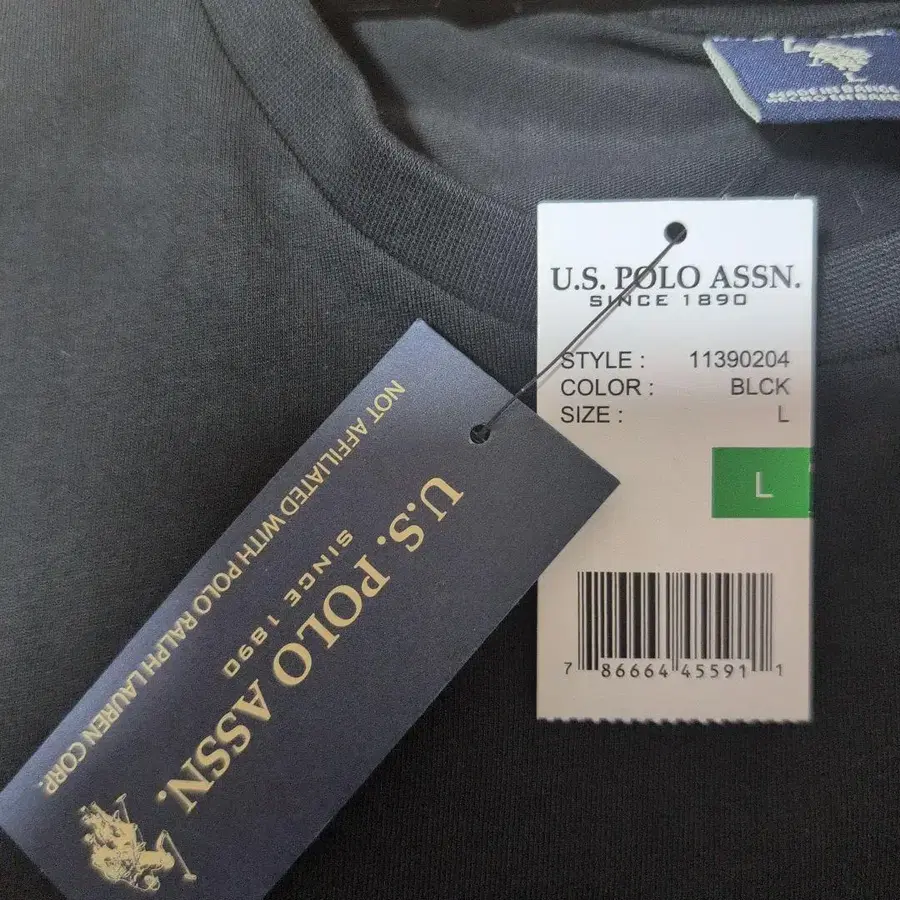 U.S. POLO ASSN.
SINCE 1890
STYLE : 11390204
COLOR : BLCK
SIZE : L
L
7 86664 45591 1
U.S. POLO ASSN.
SINCE 1890
NOT AFFILIATED WITH POLO RALPH LAUREN CORP.